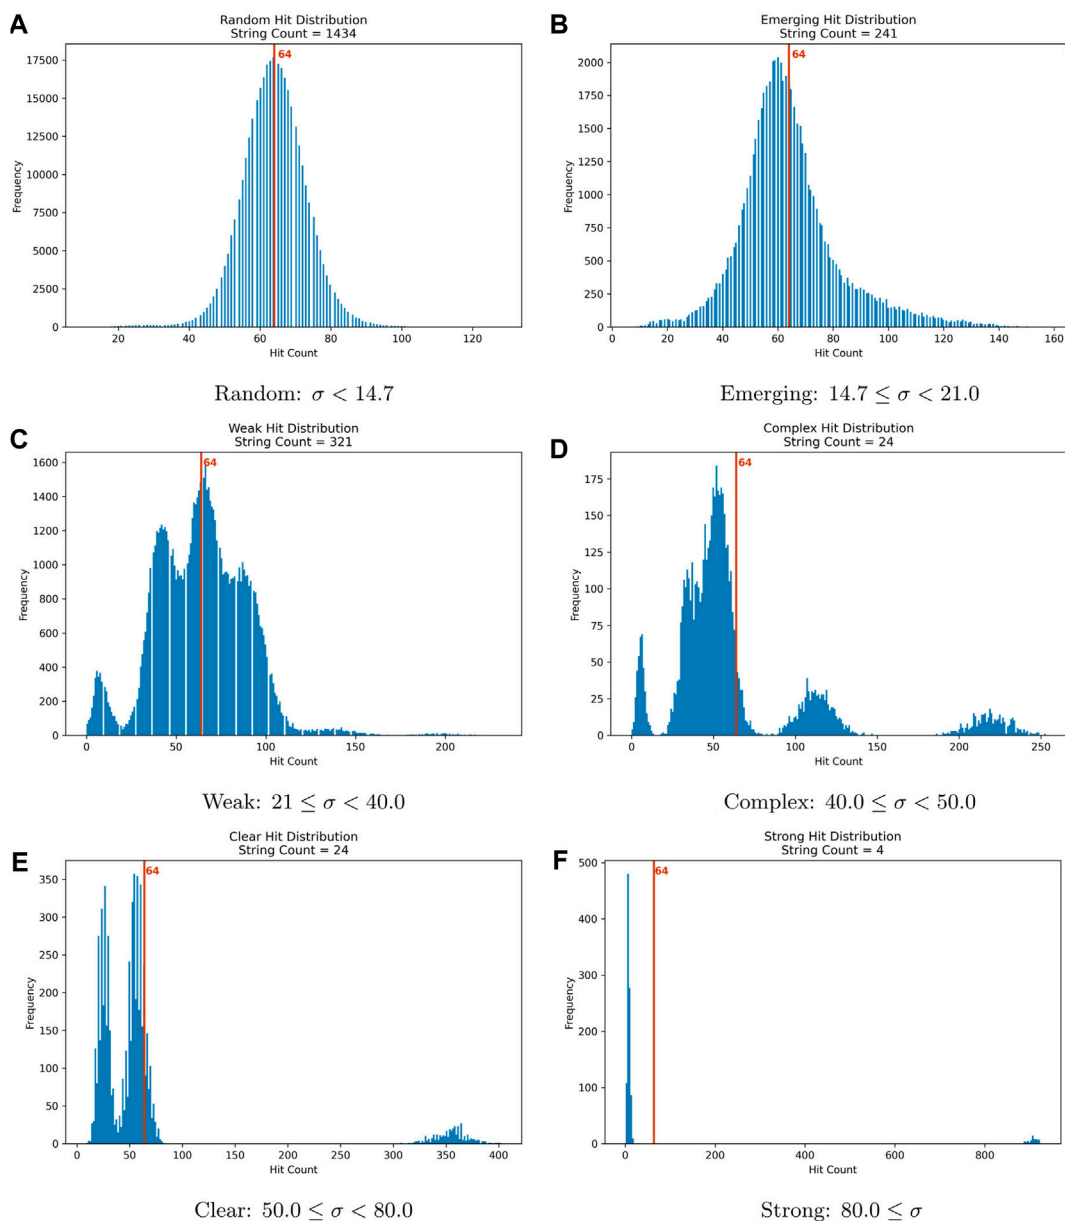 A
Random Hit Distribution
String Count = 1434
64
17500
15000
12500
10000
7500
5000
2500
0
Frequency
20 40 60 80 100 120
Hit Count
Random: σ < 14.7
B
Emerging Hit Distribution
String Count = 241
64
2000
1750
1500
1250
1000
750
500
250
0
Frequency
0 20 40 60 80 100 120 140 160
Hit Count
Emerging: 14.7 ≤ σ < 21.0
C
Weak Hit Distribution
String Count = 321
64
1600
1400
1200
1000
800
600
400
200
0
Frequency
0 50 100 150 200
Hit Count
Weak: 21 ≤ σ < 40.0
D
Complex Hit Distribution
String Count = 24
64
175
150
125
100
75
50
25
0
Frequency
0 50 100 150 200 250
Hit Count
Complex: 40.0 ≤ σ < 50.0
E
Clear Hit Distribution
String Count = 24
64
350
300
250
200
150
100
50
0
Frequency
0 50 100 150 200 250 300 350 400
Hit Count
Clear: 50.0 ≤ σ < 80.0
F
Strong Hit Distribution
String Count = 4
64
500
400
300
200
100
0
Frequency
0 200 400 600 800
Hit Count
Strong: 80.0 ≤ σ